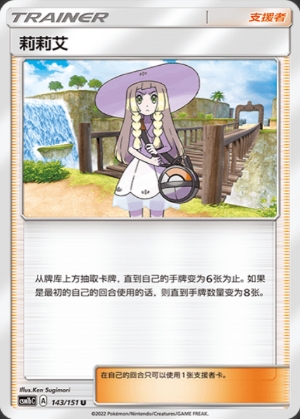 TRAINER 支援者
莉莉艾
从牌库上方抽取卡牌，直到自己的手牌变为6张为止。如果
是最初的自己的回合使用的话，则直到手牌数量变为8张。
Illus.Ken Sugimori
A 143/151 U
在自己的回合只可以使用1张支援者卡。
©2022 Pokémon/Nintendo/Creatures/GAME FREAK.